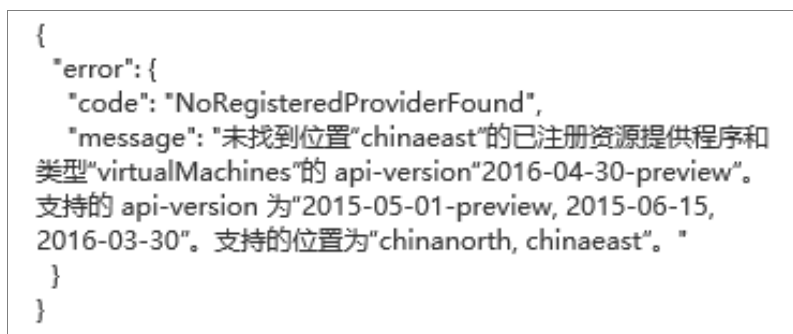 {
"error": {
"code": "NoRegisteredProviderFound",
"message": "未找到位置“chinaeast”的已注册资源提供程序和
类型“virtualMachines”的 api-version“2016-04-30-preview”。
支持的 api-version 为“2015-05-01-preview, 2015-06-15,
2016-03-30”。支持的位置为“chinanorth, chinaeast”。"
}
}